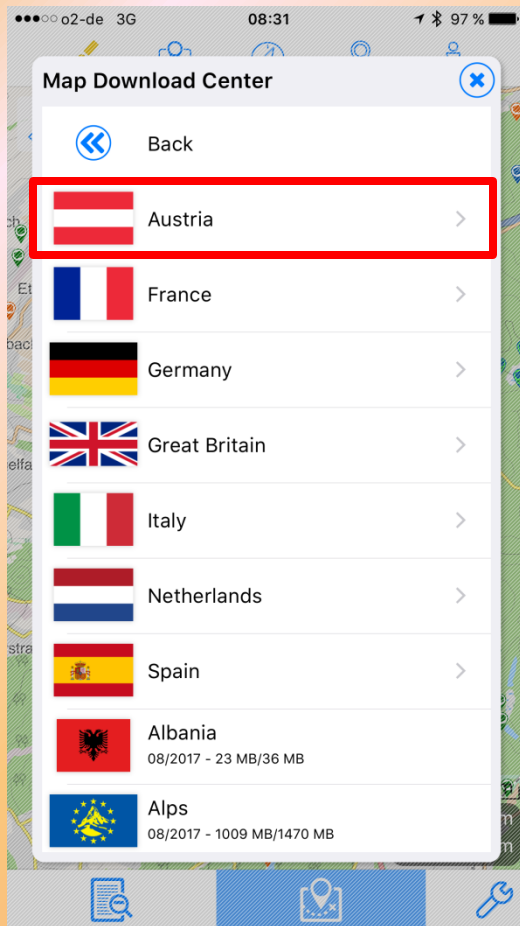 o2-de 3G 08:31 97 %
Map Download Center
Back
Austria
France
Germany
Great Britain
Italy
Netherlands
Spain
Albania
08/2017 - 23 MB/36 MB
Alps
08/2017 - 1009 MB/1470 MB